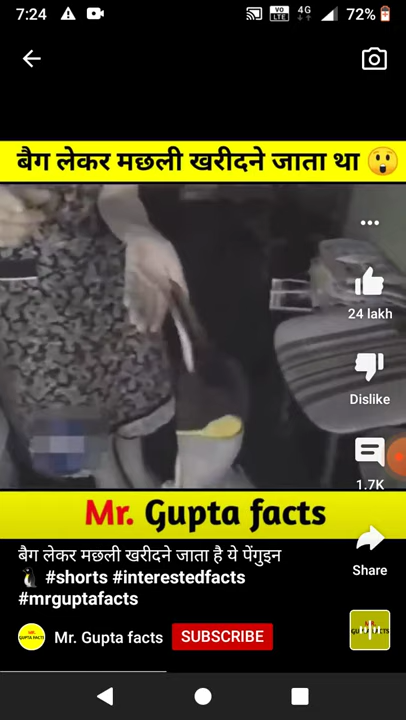 7:24 VO LTE 4G 72%
बैग लेकर मछली खरीदने जाता था 😲
24 lakh
Dislike
1.7K
Mr. Gupta facts
Share
बैग लेकर मछली खरीदने जाता है ये पेंगुइन
🐧 #shorts #interestedfacts
#mrguptafacts
Mr. Gupta facts SUBSCRIBE